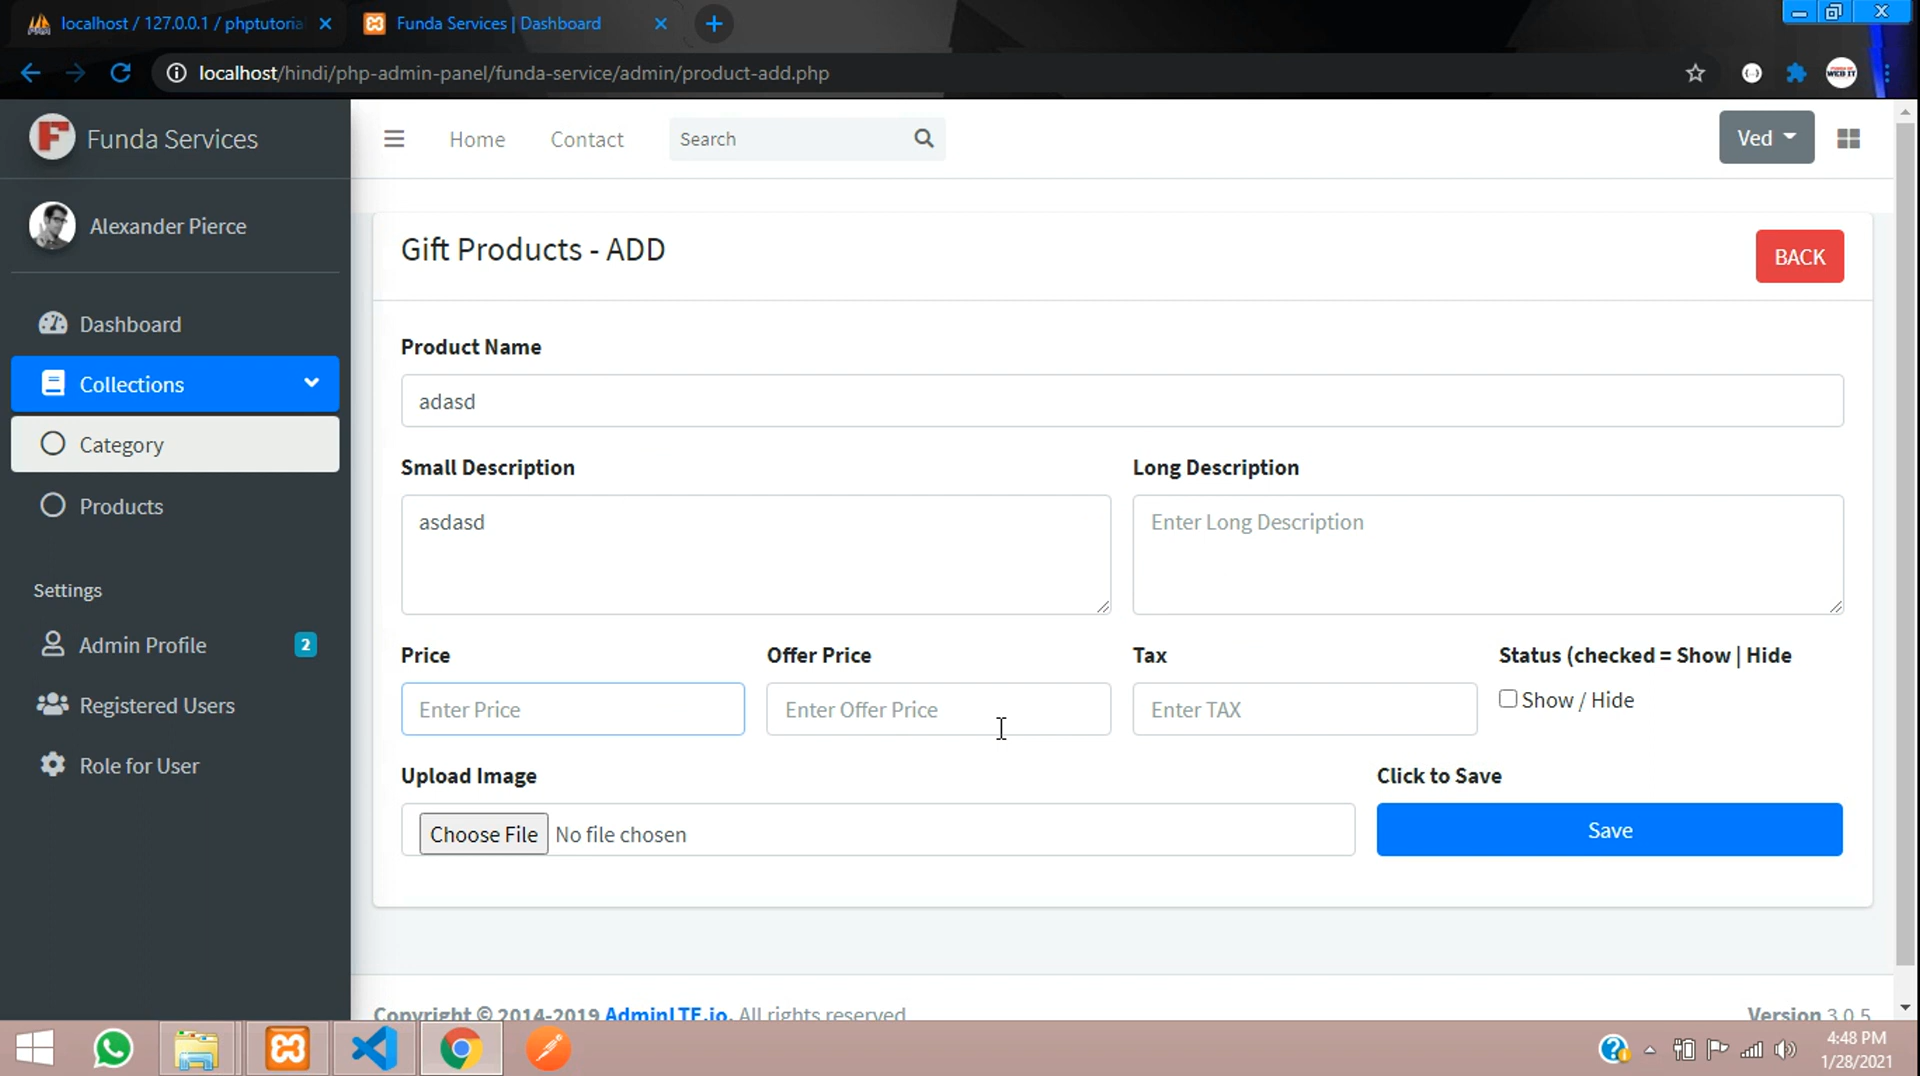 localhost / 127.0.0.1 / phptutoria
Funda Services | Dashboard
localhost/hindi/php-admin-panel/funda-service/admin/product-add.php
WEB IT
Funda Services
Home
Contact
Search
Ved
Alexander Pierce
Gift Products - ADD
BACK
Dashboard
Collections
Category
Products
Settings
Admin Profile
2
Registered Users
Role for User
Product Name
adasd
Small Description
Long Description
asdasd
Enter Long Description
Price
Offer Price
Tax
Status (checked = Show | Hide
Enter Price
Enter Offer Price
Enter TAX
Show / Hide
Upload Image
Click to Save
Choose File
No file chosen
Save
Copyright © 2014-2019 AdminLTE.io. All rights reserved
Version 3.0.5
4:48 PM
1/28/2021